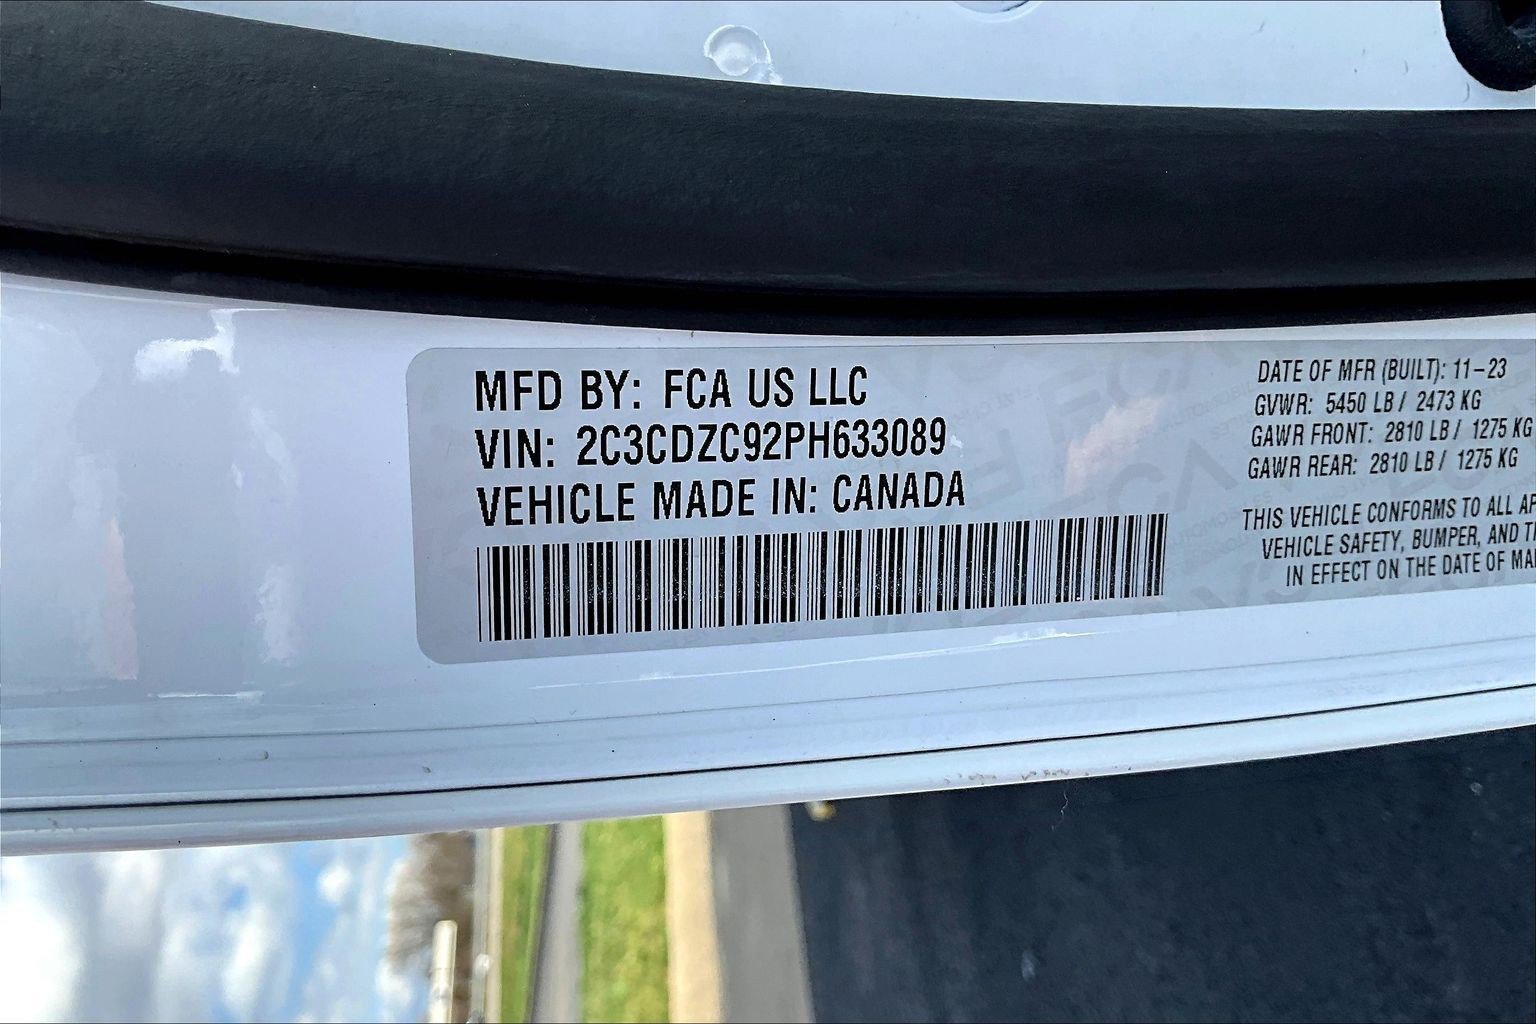 MFD BY: FCA US LLC
VIN: 2C3CDZC92PH633089
VEHICLE MADE IN: CANADA
DATE OF MFR (BUILT): 11-23
GVWR: 5450 LB / 2473 KG
GAWR FRONT: 2810 LB / 1275 KG
GAWR REAR: 2810 LB / 1275 KG
THIS VEHICLE CONFORMS TO ALL AP
VEHICLE SAFETY, BUMPER, AND
IN EFFECT ON THE DATE OF MA